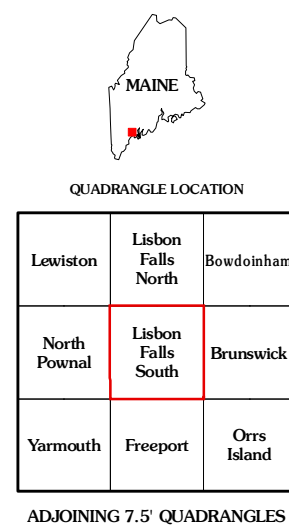 MAINE
QUADRANGLE LOCATION
Lewiston
Lisbon
Falls
North
Bowdoinham
North
Pownal
Lisbon
Falls
South
Brunswick
Yarmouth
Freeport
Orrs
Island
ADJOINING 7.5' QUADRANGLES